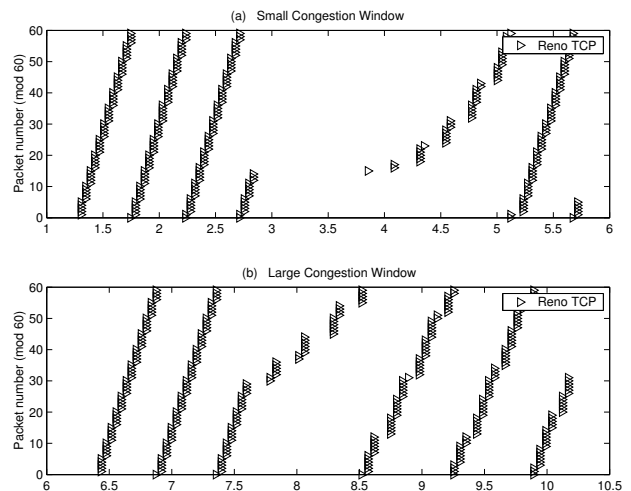 (a) Small Congestion Window
Reno TCP
Packet number (mod 60)
60
50
40
30
20
10
0
1 1.5 2 2.5 3 3.5 4 4.5 5 5.5 6
(b) Large Congestion Window
Reno TCP
Packet number (mod 60)
60
50
40
30
20
10
0
6 6.5 7 7.5 8 8.5 9 9.5 10 10.5